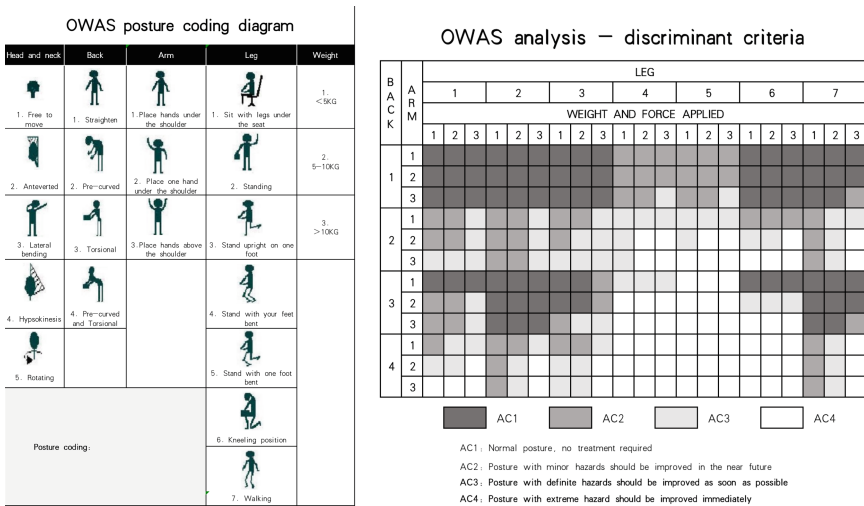 OWAS posture coding diagram
Head and neck Back Arm Leg Weight
1. Free to
move
1. Straighten
1.Place hands under
the shoulder
1. Sit with legs under
the seat
1.
<5KG
2. Anteverted
2. Pre-curved
2. Place one hand
under the shoulder
2. Standing
2.
5-10KG
3. Lateral
bending
3. Torsional
3.Place hands above
the shoulder
3. Stand upright on one
foot
3.
>10KG
4. Hypsokinesis
4. Pre-curved
and Torsional
4. Stand with your feet
bent
5. Rotating
5. Stand with one foot
bent
Posture coding:
6. Kneeling position
7. Walking
OWAS analysis — discriminant criteria
BACK
ARM
LEG
1 2 3 4 5 6 7
WEIGHT AND FORCE APPLIED
1 2 3 1 2 3 1 2 3 1 2 3 1 2 3 1 2 3 1 2 3
1
1
2
3
2
1
2
3
3
1
2
3
4
1
2
3
AC1 AC2 AC3 AC4
AC1: Normal posture, no treatment required
AC2: Posture with minor hazards should be improved in the near future
AC3: Posture with definite hazards should be improved as soon as possible
AC4: Posture with extreme hazard should be improved immediately